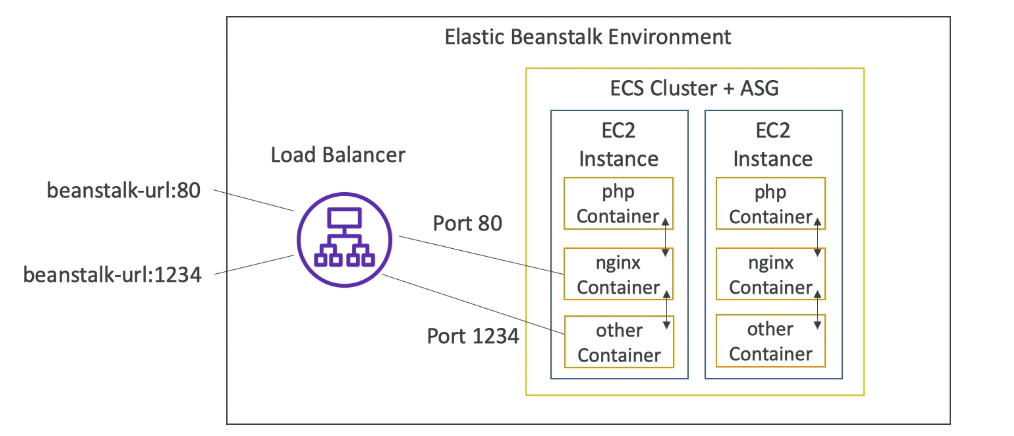 Elastic Beanstalk Environment
ECS Cluster + ASG
EC2
Instance
php
Container
nginx
Container
other
Container
EC2
Instance
php
Container
nginx
Container
other
Container
Load Balancer
beanstalk-url:80
beanstalk-url:1234
Port 80
Port 1234